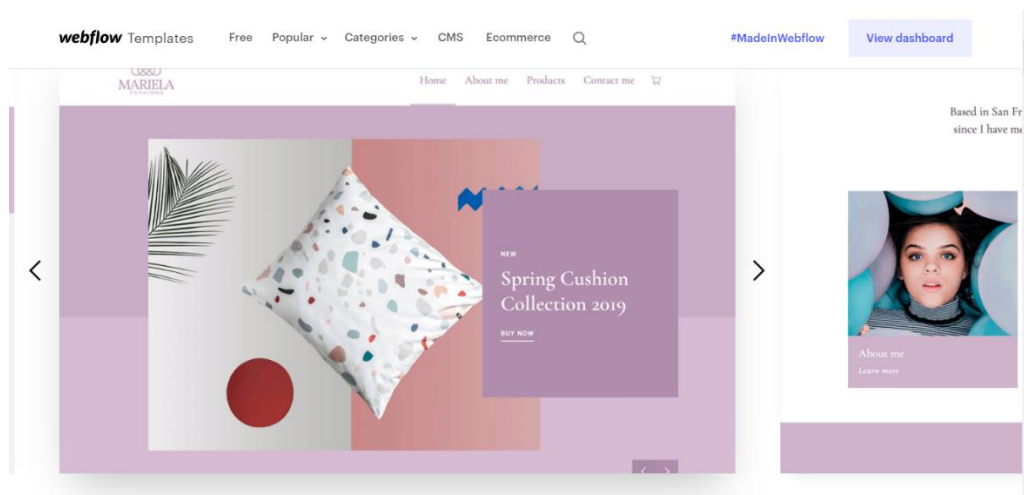 webflow Templates Free Popular Categories CMS Ecommerce #MadeInWebflow View dashboard
MARIELA
CUSHIONS
Home About me Products Contact me
NEW
Spring Cushion
Collection 2019
BUY NOW
Based in San Fr
since I have me
About me
Learn more